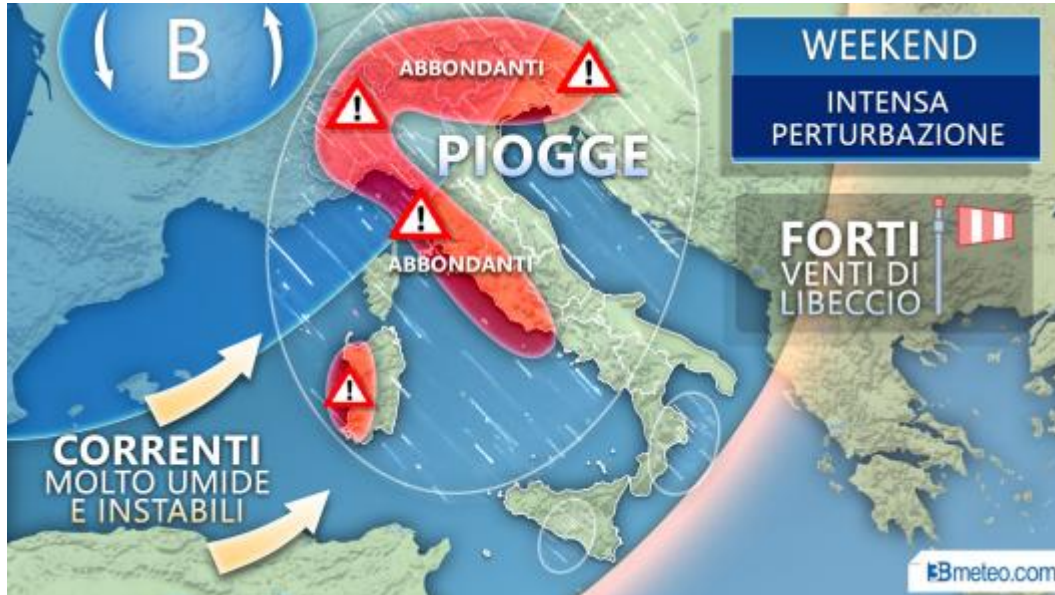 B
WEEKEND
INTENSA
PERTURBAZIONE
ABBONDANTI
!
!
PIOGGE
!
ABBONDANTI
FORTI
VENTI DI
LIBECCIO
!
CORRENTI
MOLTO UMIDE
E INSTABILI
3Bmeteo.com